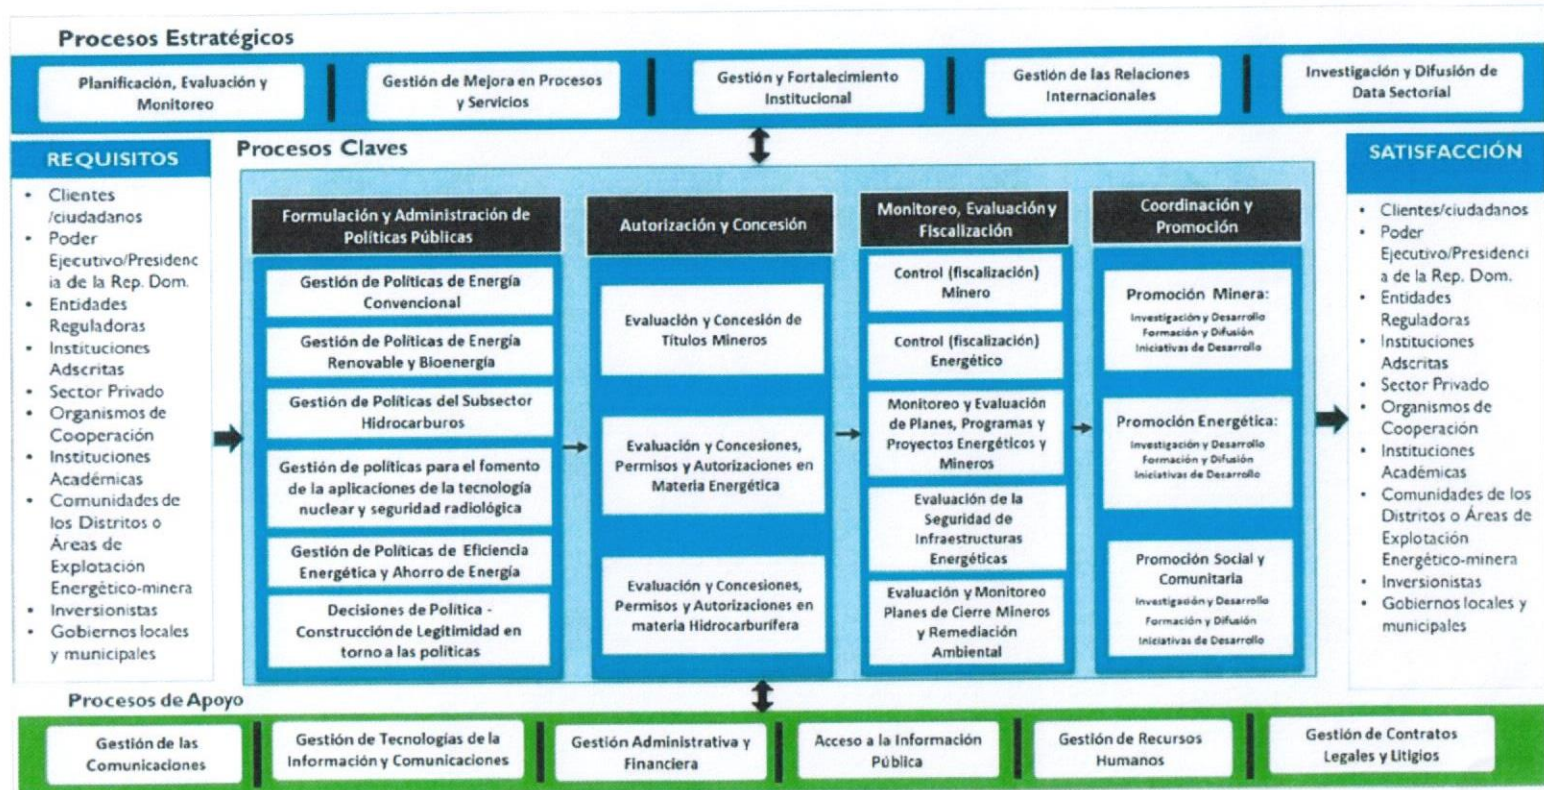 Procesos Estratégicos
Planificación, Evaluación y
Monitoreo
Gestión de Mejora en Procesos
y Servicios
Gestión y Fortalecimiento
Institucional
Gestión de las Relaciones
Internacionales
Investigación y Difusión de
Data Sectorial
REQUISITOS
• Clientes
/ciudadanos
• Poder
Ejecutivo/Presidenc
ia de la Rep. Dom.
• Entidades
Reguladoras
• Instituciones
Adscritas
• Sector Privado
• Organismos de
Cooperación
• Instituciones
Académicas
• Comunidades de
los Distritos o
Áreas de
Explotación
Energético-minera
• Inversionistas
• Gobiernos locales
y municipales
Procesos Claves
Formulación y Administración de
Políticas Públicas
Gestión de Políticas de Energía
Convencional
Gestión de Políticas de Energía
Renovable y Bioenergía
Gestión de Políticas del Subsector
Hidrocarburos
Gestión de políticas para el fomento
de la aplicaciones de la tecnología
nuclear y seguridad radiológica
Gestión de Políticas de Eficiencia
Energética y Ahorro de Energía
Decisiones de Política -
Construcción de Legitimidad en
torno a las políticas
Autorización y Concesión
Evaluación y Concesión de
Títulos Mineros
Evaluación y Concesiones,
Permisos y Autorizaciones en
Materia Energética
Evaluación y Concesiones,
Permisos y Autorizaciones en
materia Hidrocarburífera
Monitoreo, Evaluación y
Fiscalización
Control (fiscalización)
Minero
Control (fiscalización)
Energético
Monitoreo y Evaluación
de Planes, Programas y
Proyectos Energéticos y
Mineros
Evaluación de la
Seguridad de
Infraestructuras
Energéticas
Evaluación y Monitoreo
Planes de Cierre Mineros
y Remediación
Ambiental
Coordinación y
Promoción
Promoción Minera:
Investigación y Desarrollo
Formación y Difusión
Iniciativas de Desarrollo
Promoción Energética:
Investigación y Desarrollo
Formación y Difusión
Iniciativas de Desarrollo
Promoción Social y
Comunitaria
Investigación y Desarrollo
Formación y Difusión
Iniciativas de Desarrollo
SATISFACCIÓN
• Clientes/ciudadanos
• Poder
Ejecutivo/Presidenci
a de la Rep. Dom.
• Entidades
Reguladoras
• Instituciones
Adscritas
• Sector Privado
• Organismos de
Cooperación
• Instituciones
Académicas
• Comunidades de los
Distritos o Áreas de
Explotación
Energético-minera
• Inversionistas
• Gobiernos locales y
municipales
Procesos de Apoyo
Gestión de las
Comunicaciones
Gestión de Tecnologías de la
Información y Comunicaciones
Gestión Administrativa y
Financiera
Acceso a la Información
Pública
Gestión de Recursos
Humanos
Gestión de Contratos
Legales y Litigios